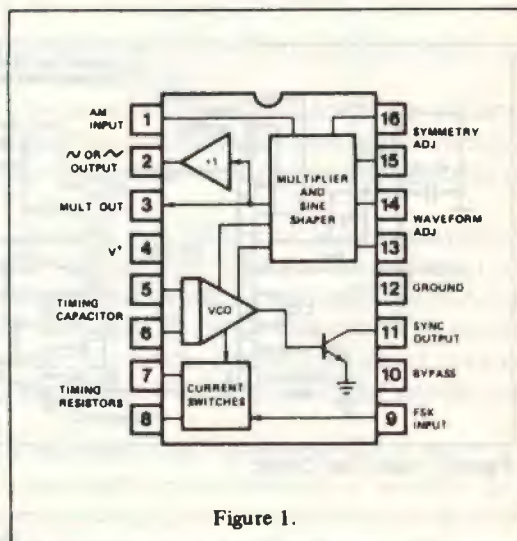 AM
INPUT
1
∿ OR ~
OUTPUT
2
MULT OUT
3
V+
4
TIMING
CAPACITOR
5
6
TIMING
RESISTORS
7
8
+1
MULTIPLIER
AND
SINE
SHAPER
VCO
CURRENT
SWITCHES
16
SYMMETRY
ADJ
15
14
WAVEFORM
ADJ
13
12
GROUND
11
SYNC
OUTPUT
10
BYPASS
9
FSK
INPUT
Figure 1.